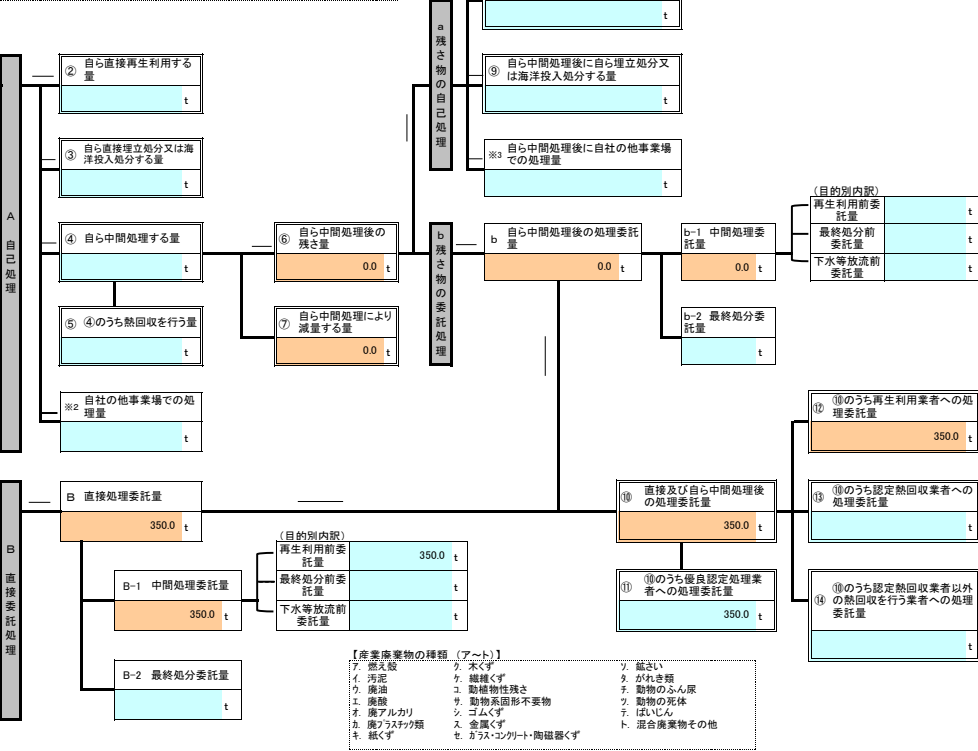 t
a 残さ物の自己処理
② 自ら直接再生利用する
量
t
⑨ 自ら中間処理後に自ら埋立処分又
は海洋投入処分する量
t
③ 自ら直接埋立処分又は海
洋投入処分する量
t
※3 自ら中間処理後に自社の他事業場
での処理量
t
A 自己処理
④ 自ら中間処理する量
t
⑥ 自ら中間処理後の
残さ量
0.0 t
b 残さ物の委託処理
b 自ら中間処理後の処理委託
量
0.0 t
b-1 中間処理委
託量
0.0 t
(目的別内訳)
再生利用前委
託量
t
最終処分前
委託量
t
下水等放流前
委託量
t
⑤ ④のうち熱回収を行う量
t
⑦ 自ら中間処理により
減量する量
0.0 t
b-2 最終処分委
託量
t
※2 自社の他事業場での処
理量
t
⑫ ⑩のうち再生利用業者への処
理委託量
350.0 t
B 直接委託処理
B 直接処理委託量
350.0 t
⑩ 直接及び自ら中間処理後
の処理委託量
350.0 t
⑬ ⑩のうち認定熱回収業者への
処理委託量
t
B-1 中間処理委託量
350.0 t
(目的別内訳)
再生利用前委
託量
350.0 t
最終処分前委
託量
t
下水等放流前
委託量
t
⑪ ⑩のうち優良認定処理業
者への処理委託量
350.0 t
⑭ ⑩のうち認定熱回収業者以外
の熱回収を行う業者への処理
委託量
t
B-2 最終処分委託量
t
【産業廃棄物の種類 (ア～ト)】
ア. 燃え殻 ク. 木くず ソ. 鉱さい
イ. 汚泥 ケ. 繊維くず タ. がれき類
ウ. 廃油 コ. 動植物性残さ チ. 動物のふん尿
エ. 廃酸 サ. 動物系固形不要物 ツ. 動物の死体
オ. 廃アルカリ シ. ゴムくず テ. ばいじん
カ. 廃プラスチック類 ス. 金属くず ト. 混合廃棄物その他
キ. 紙くず セ. ガラス・コンクリート・陶磁器くず